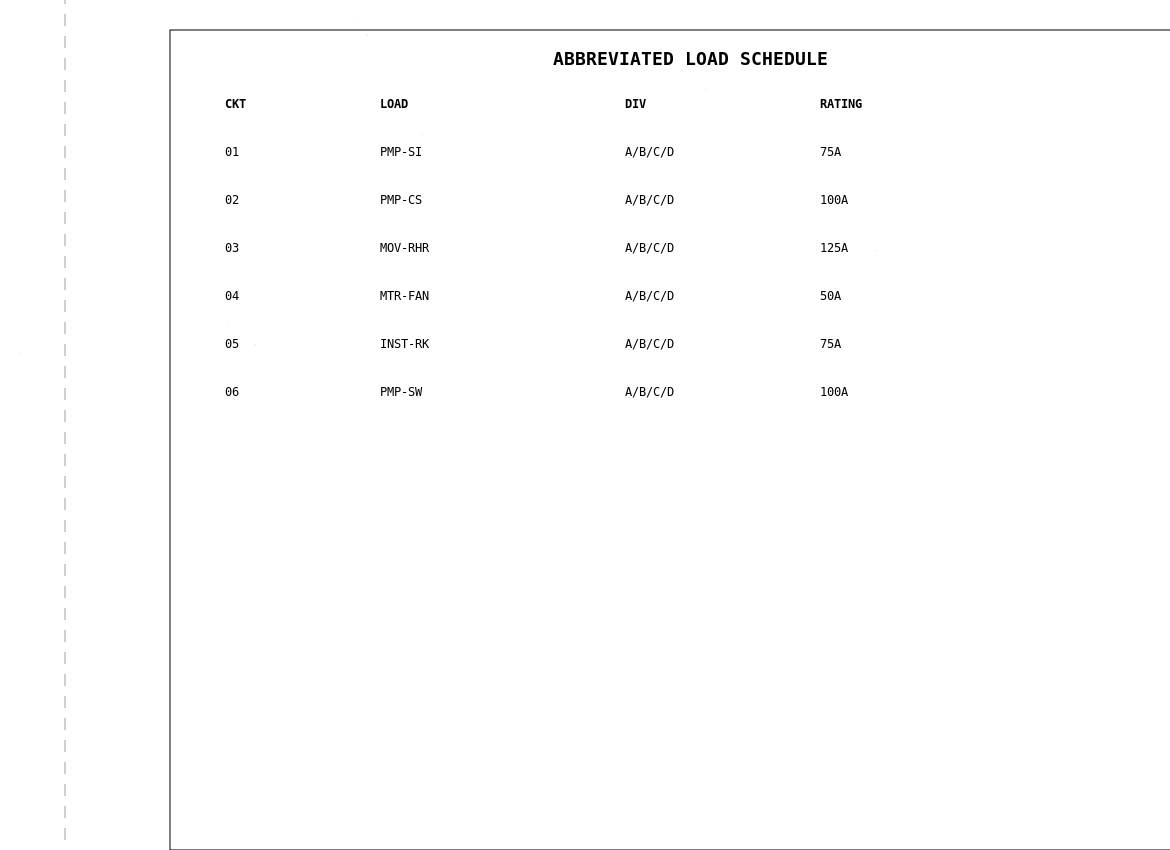 ABBREVIATED LOAD SCHEDULE
CKT LOAD DIV RATING
01 PMP-SI A/B/C/D 75A
02 PMP-CS A/B/C/D 100A
03 MOV-RHR A/B/C/D 125A
04 MTR-FAN A/B/C/D 50A
05 INST-RK A/B/C/D 75A
06 PMP-SW A/B/C/D 100A